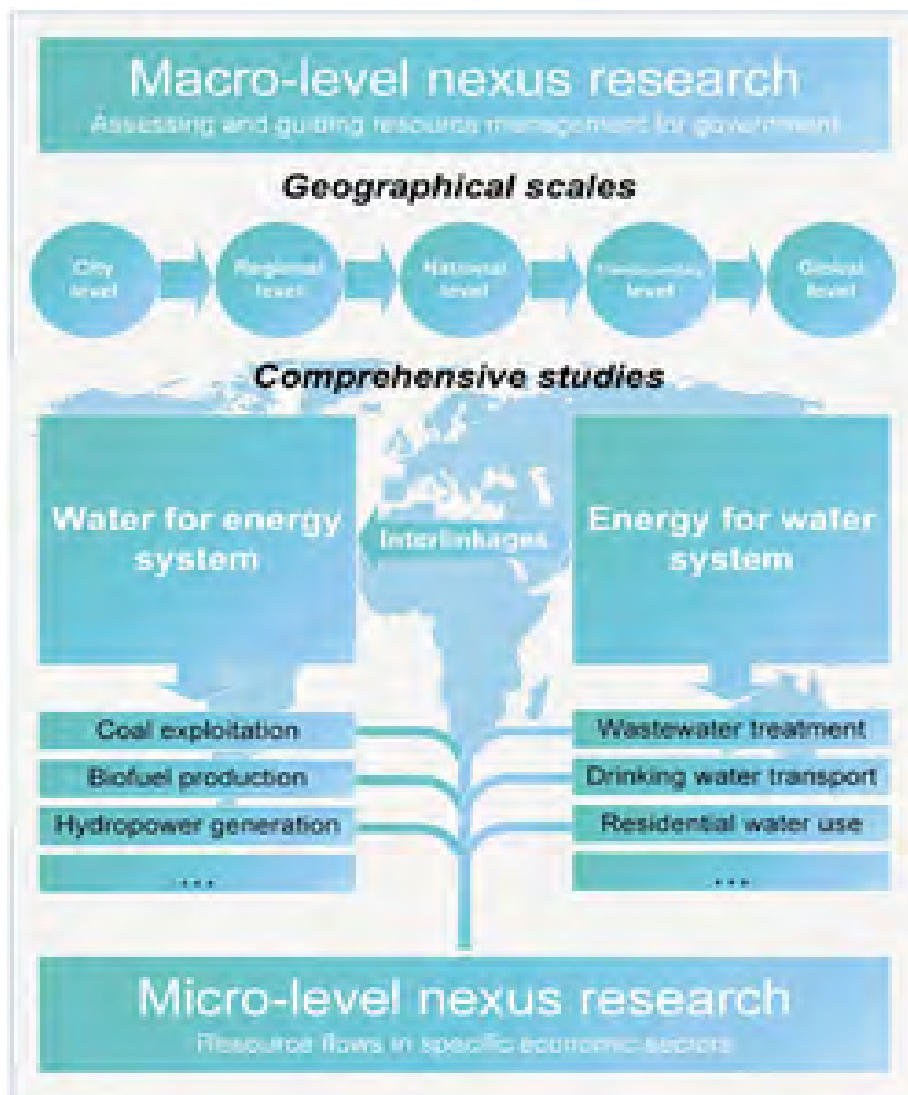 Macro-level nexus research
Assessing and guiding resource management for government
Geographical scales
City
level
Regional
level
National
level
level
Global
level
Comprehensive studies
Water for energy
system
Interlinkages
Energy for water
system
Coal exploitation
Biofuel production
Hydropower generation
...
Wastewater treatment
Drinking water transport
Residential water use
...
Micro-level nexus research
Resource flows in specific economic sectors